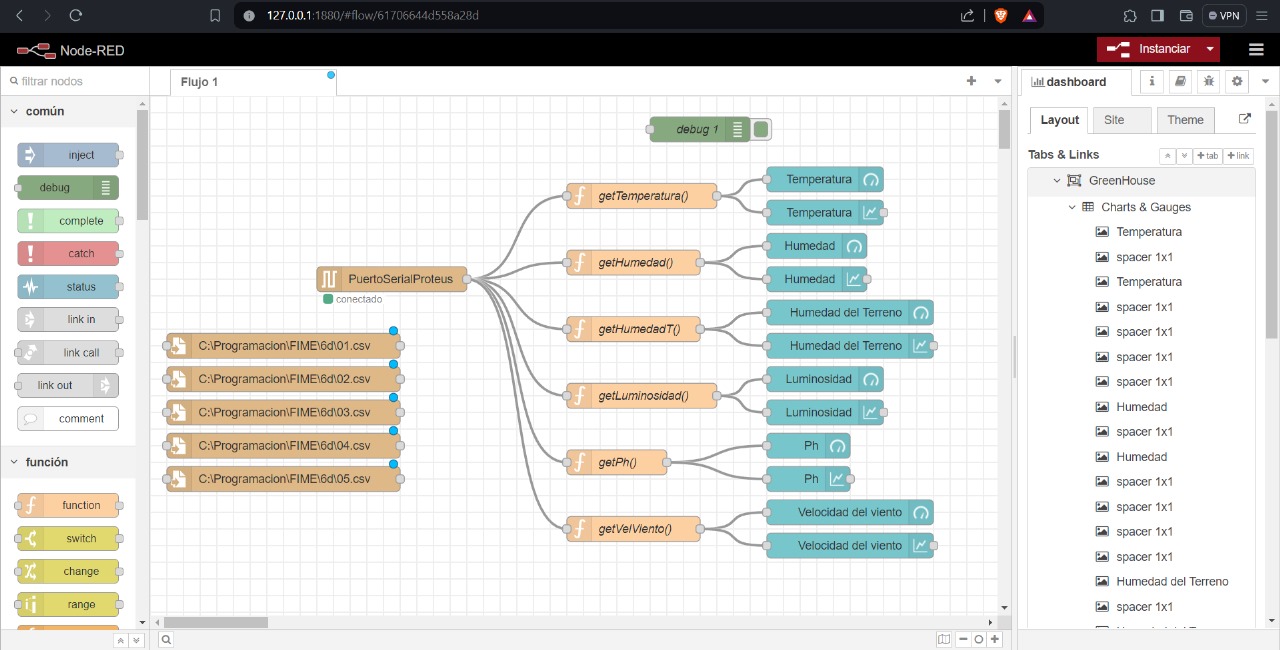 127.0.0.1:1880/#flow/61706644d558a28d
VPN
Node-RED
Instanciar
filtrar nodos
común
inject
debug
complete
catch
status
link in
link call
link out
comment
función
function
switch
change
range
Flujo 1
debug 1
PuertoSerialProteus
conectado
C:\Programacion\FIME\6d\01.csv
C:\Programacion\FIME\6d\02.csv
C:\Programacion\FIME\6d\03.csv
C:\Programacion\FIME\6d\04.csv
C:\Programacion\FIME\6d\05.csv
getTemperatura()
getHumedad()
getHumedadT()
getLuminosidad()
getPh()
getVelViento()
Temperatura
Temperatura
Humedad
Humedad
Humedad del Terreno
Humedad del Terreno
Luminosidad
Luminosidad
Ph
Ph
Velocidad del viento
Velocidad del viento
dashboard
Layout Site Theme
Tabs & Links
+tab +link
GreenHouse
Charts & Gauges
Temperatura
spacer 1x1
Temperatura
spacer 1x1
spacer 1x1
spacer 1x1
spacer 1x1
Humedad
spacer 1x1
Humedad
spacer 1x1
spacer 1x1
spacer 1x1
spacer 1x1
Humedad del Terreno
spacer 1x1